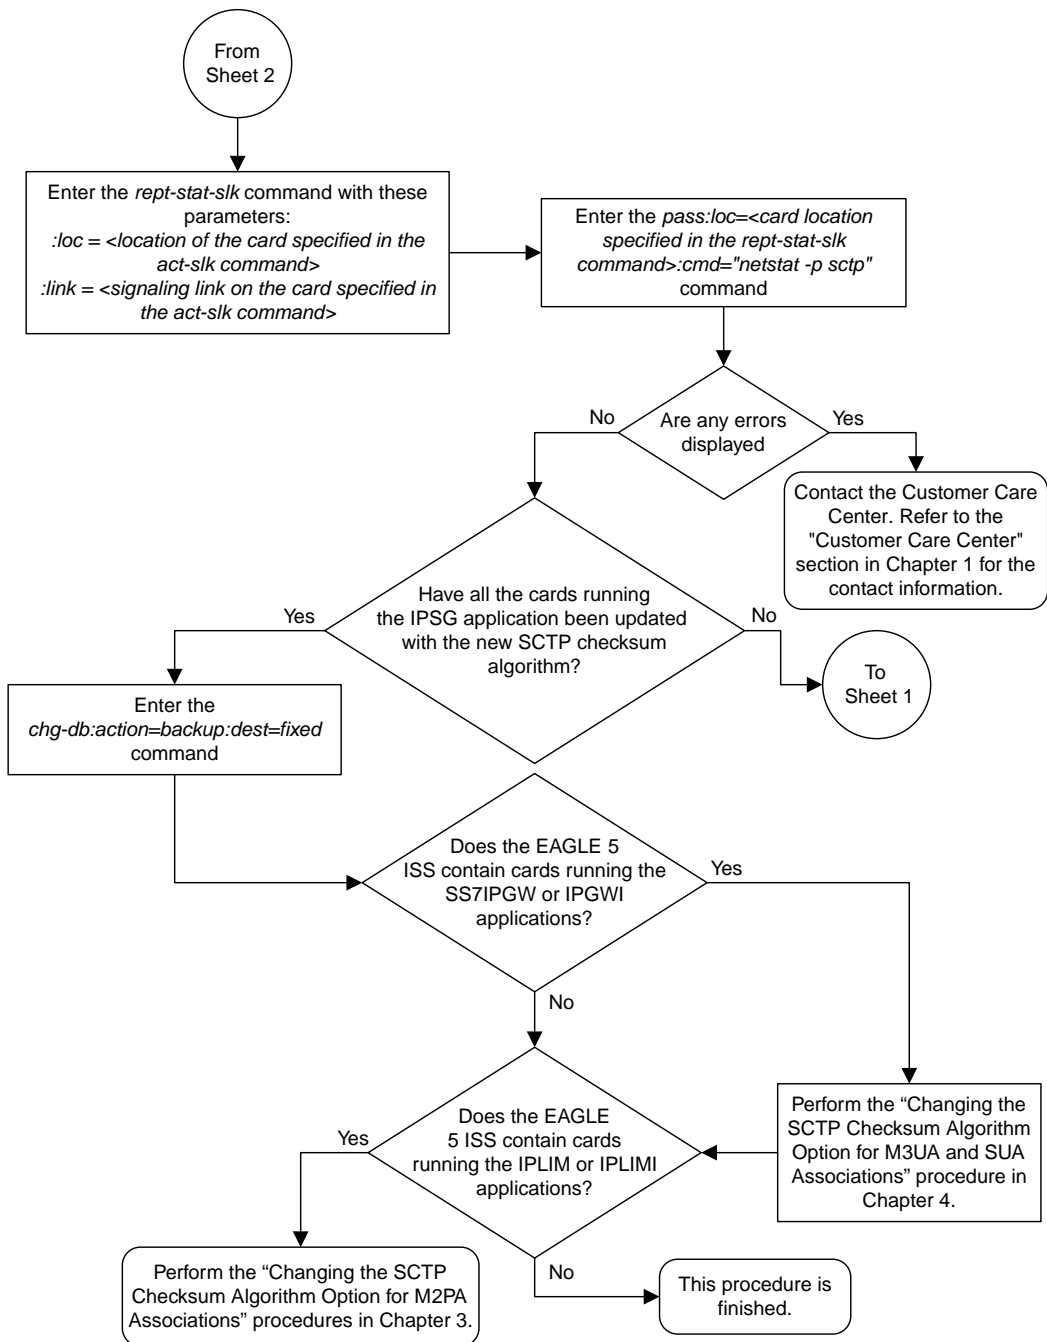 From
Sheet 2
Enter the rept-stat-slk command with these
parameters:
:loc = <location of the card specified in the
act-slk command>
:link = <signaling link on the card specified in
the act-slk command>
Enter the pass:loc=<card location
specified in the rept-stat-slk
command>:cmd="netstat -p sctp"
command
Are any errors
displayed
No
Yes
Contact the Customer Care
Center. Refer to the
"Customer Care Center"
section in Chapter 1 for the
contact information.
Have all the cards running
the IPSG application been updated
with the new SCTP checksum
algorithm?
Yes
No
To
Sheet 1
Enter the
chg-db:action=backup:dest=fixed
command
Does the EAGLE 5
ISS contain cards running the
SS7IPGW or IPGWI
applications?
Yes
No
Perform the “Changing the
SCTP Checksum Algorithm
Option for M3UA and SUA
Associations” procedure in
Chapter 4.
Does the EAGLE
5 ISS contain cards
running the IPLIM or IPLIMI
applications?
Yes
No
Perform the “Changing the SCTP
Checksum Algorithm Option for M2PA
Associations” procedures in Chapter 3.
This procedure is
finished.